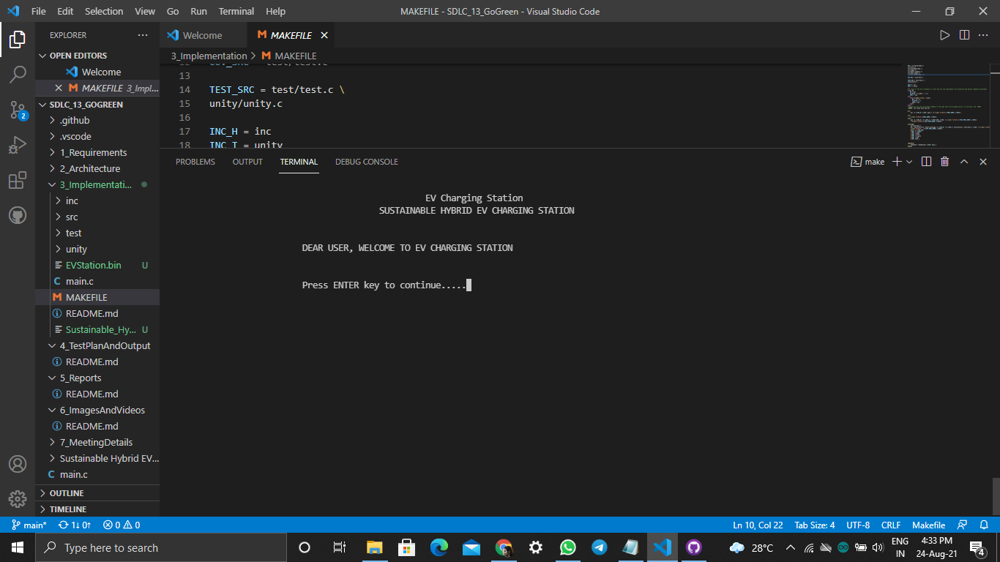 File Edit Selection View Go Run Terminal Help
MAKEFILE - SDLC_13_GoGreen - Visual Studio Code
EXPLORER
OPEN EDITORS
Welcome
MAKEFILE 3_Impl...
SDLC_13_GOGREEN
.github
.vscode
1_Requirements
2_Architecture
3_Implementati...
inc
src
test
unity
EVStation.bin U
main.c
MAKEFILE
README.md
Sustainable_Hy... U
4_TestPlanAndOutput
README.md
5_Reports
README.md
6_ImagesAndVideos
README.md
7_MeetingDetails
Sustainable Hybrid EV...
main.c
OUTLINE
TIMELINE
2
Welcome
MAKEFILE
3_Implementation > MAKEFILE
12 COV_SRC = test/test.c
13
14 TEST_SRC = test/test.c \
15 unity/unity.c
16
17 INC_H = inc
18 INC_T = unity
PROBLEMS OUTPUT TERMINAL DEBUG CONSOLE
make
EV Charging Station
SUSTAINABLE HYBRID EV CHARGING STATION
DEAR USER, WELCOME TO EV CHARGING STATION
Press ENTER key to continue.....
main* 1↓ 0↑ 0 0
Ln 10, Col 22 Tab Size: 4 UTF-8 CRLF Makefile
Type here to search
28°C
ENG
IN
4:33 PM
24-Aug-21
4